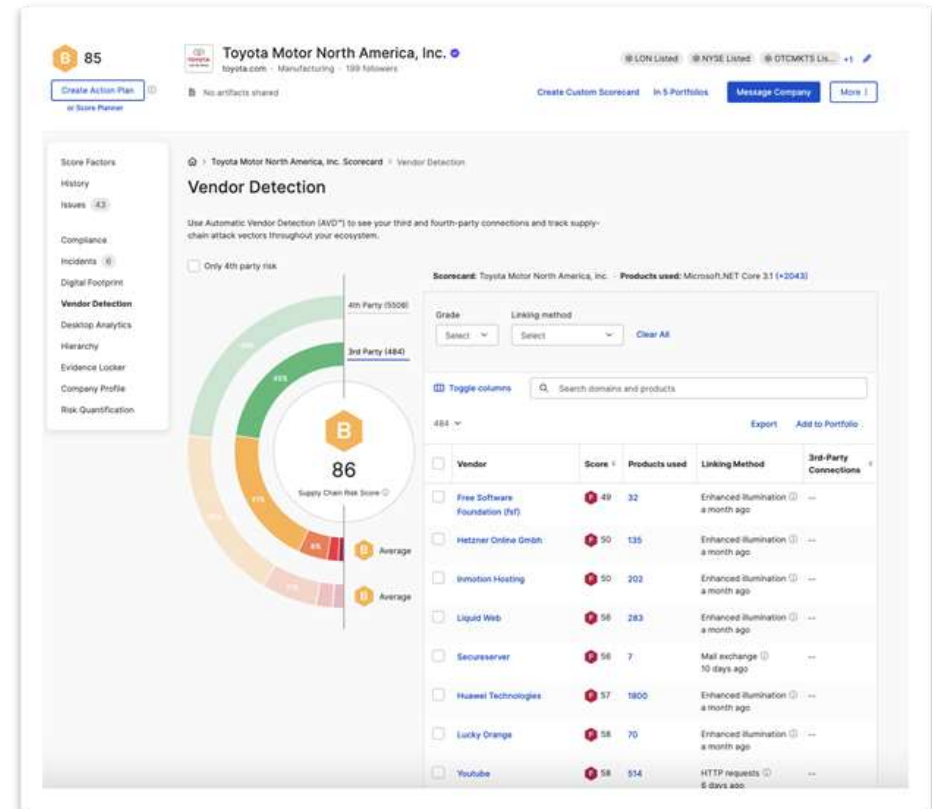 B 85
Toyota Motor North America, Inc.
toyota.com · Manufacturing · 199 followers
LON Listed NYSE Listed OTCMKTS Lis... +1
Create Action Plan
or Score Planner
No artifacts shared
Create Custom Scorecard In 5 Portfolios Message Company More
Score Factors
History
Issues 43
Compliance
Incidents 6
Digital Footprint
Vendor Detection
Desktop Analytics
Hierarchy
Evidence Locker
Company Profile
Risk Quantification
Toyota Motor North America, Inc. Scorecard > Vendor Detection
Vendor Detection
Use Automatic Vendor Detection (AVD™) to see your third and fourth-party connections and track supply-
chain attack vectors throughout your ecosystem.
Only 4th party risk
4th Party (5508)
3rd Party (484)
B
86
Supply Chain Risk Score
B Average
B Average
Scorecard: Toyota Motor North America, Inc. Products used: Microsoft.NET Core 3.1 (+2043)
Grade Linking method
Select Select Clear All
Toggle columns Search domains and products
484 Export Add to Portfolio
Vendor Score Products used Linking Method 3rd-Party
Connections
Free Software F 49 32 Enhanced illumination --
Foundation (fsf) a month ago
Hetzner Online Gmbh F 50 135 Enhanced illumination --
a month ago
Inmotion Hosting F 50 202 Enhanced illumination --
a month ago
Liquid Web F 56 283 Enhanced illumination --
a month ago
Secureserver F 56 7 Mail exchange --
10 days ago
Huawei Technologies F 57 1800 Enhanced illumination --
a month ago
Lucky Orange F 58 70 Enhanced illumination --
a month ago
Youtube F 58 514 HTTP requests --
6 days ago